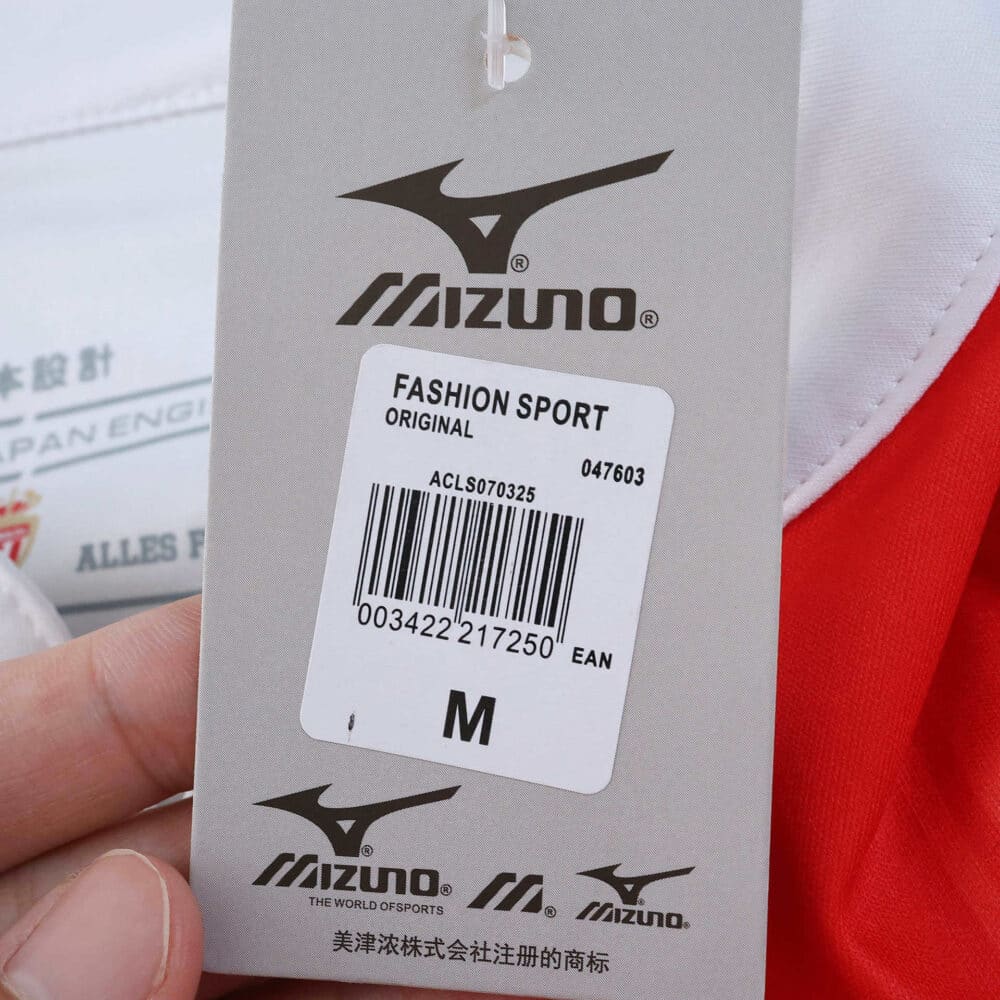 MIZUNO
FASHION SPORT
ORIGINAL
047603
ACLS070325
003422 217250
EAN
M
本設計
APAN ENGI
ALLES F
MIZUNO
THE WORLD OFSPORTS
MIZUNO
美津浓株式会社注册的商标